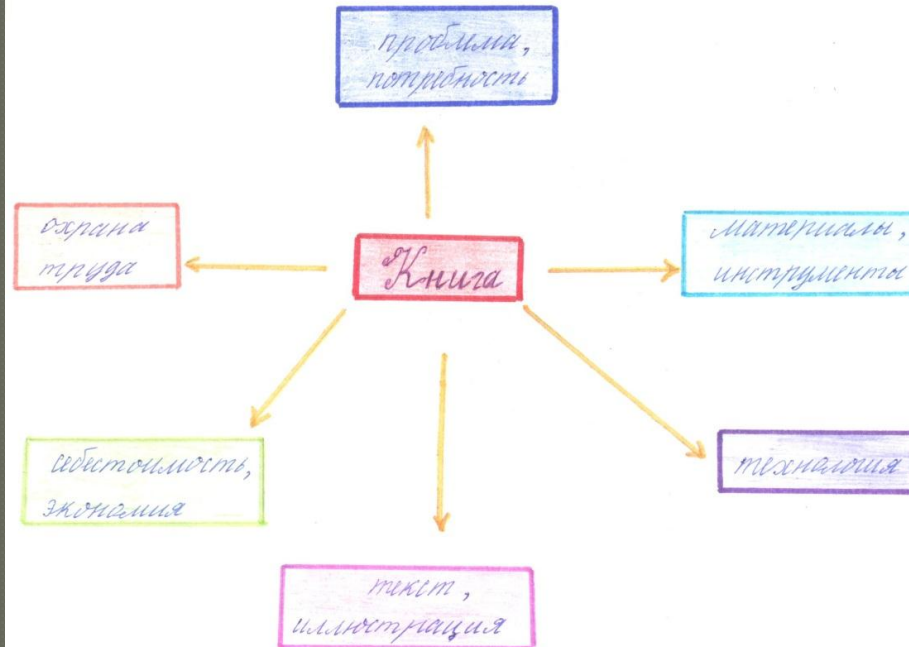 проблема,
потребность
охрана
труда
Книга
материалы,
инструменты
себестоимость,
экономия
технология
текст,
иллюстрация